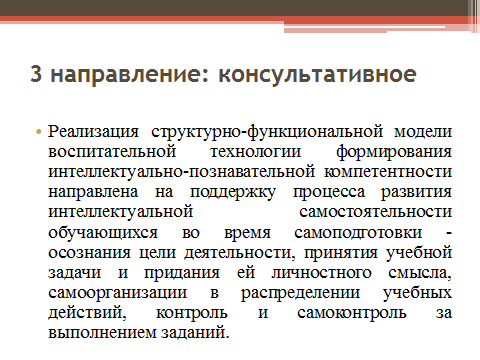 3 направление: консультативное
• Реализация структурно-функциональной модели
воспитательной технологии формирования
интеллектуально-познавательной компетентности
направлена на поддержку процесса развития
интеллектуальной самостоятельности
обучающихся во время самоподготовки -
осознания цели деятельности, принятия учебной
задачи и придания ей личностного смысла,
самоорганизации в распределении учебных
действий, контроль и самоконтроль за
выполнением заданий.